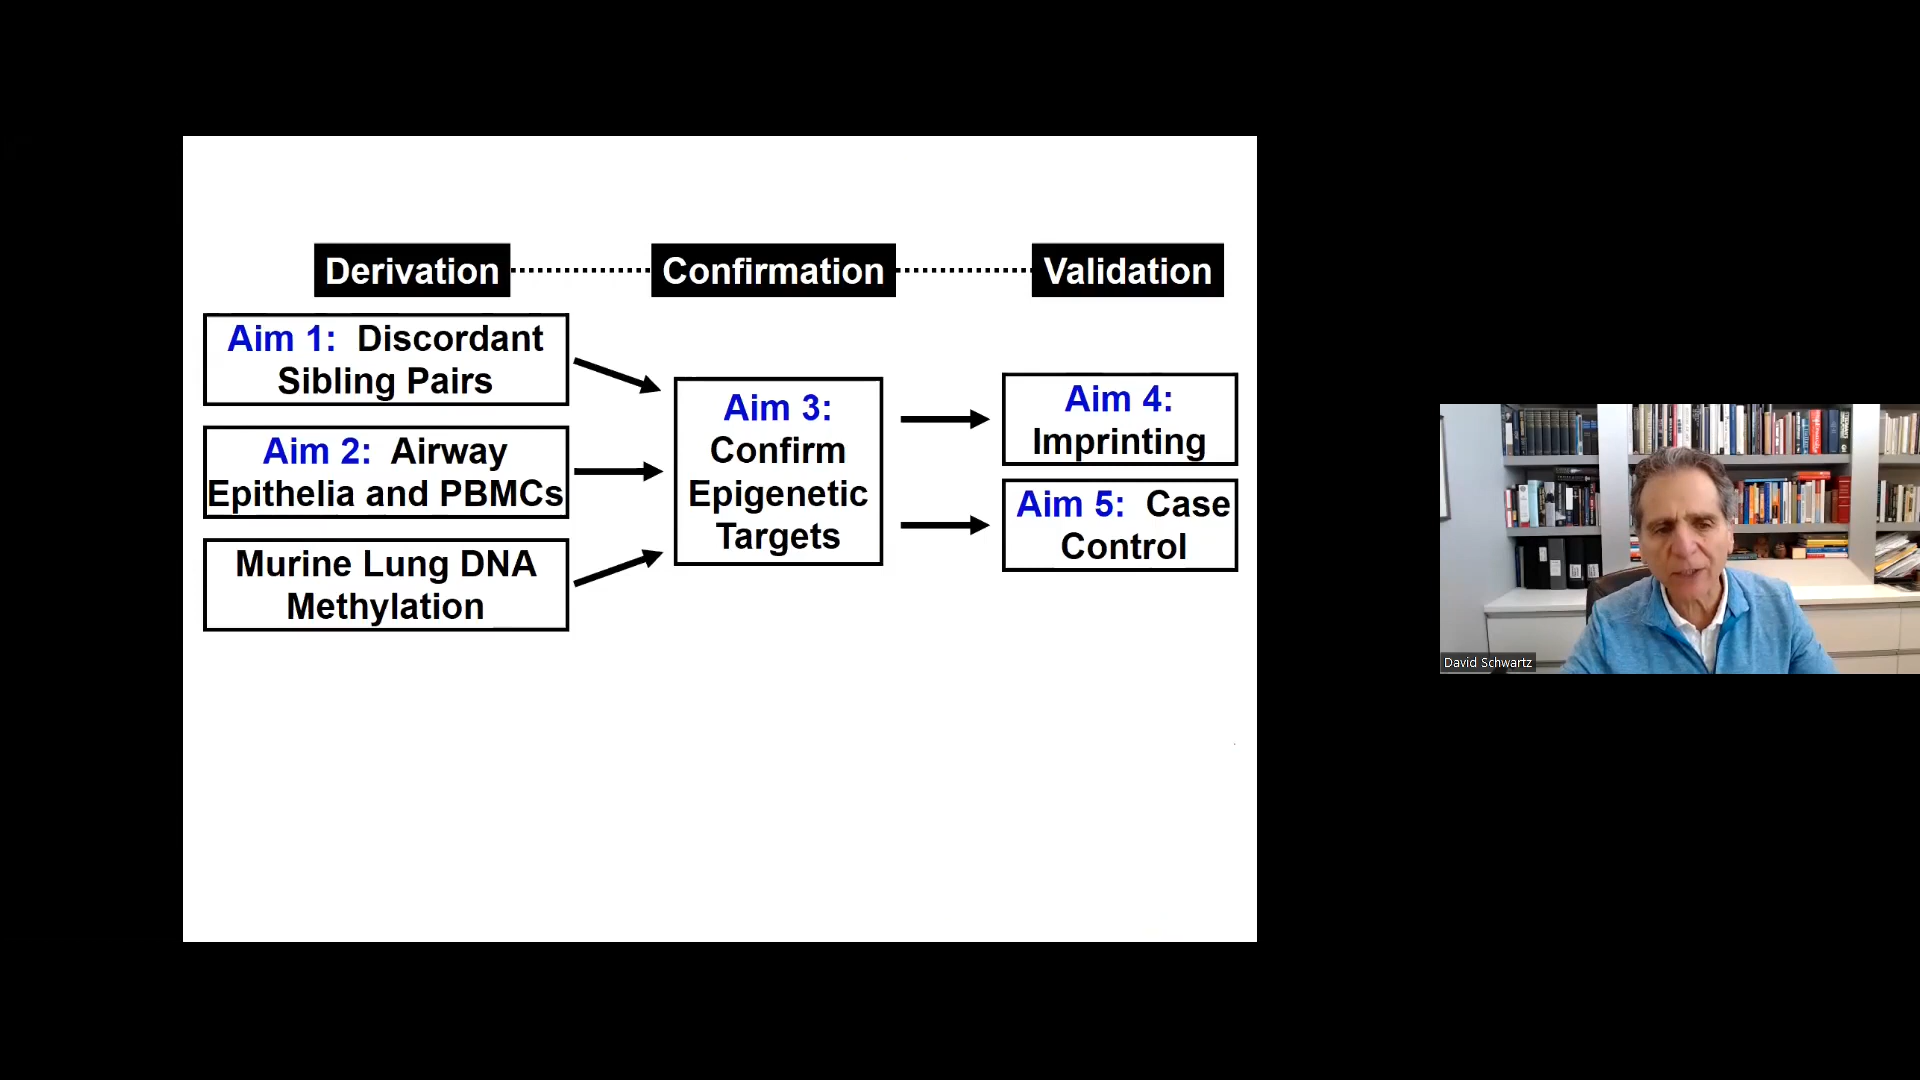 Derivation
Confirmation
Validation
Aim 1: Discordant
Sibling Pairs
Aim 2: Airway
Epithelia and PBMCs
Murine Lung DNA
Methylation
Aim 3:
Confirm
Epigenetic
Targets
Aim 4:
Imprinting
Aim 5: Case
Control
David Schwartz